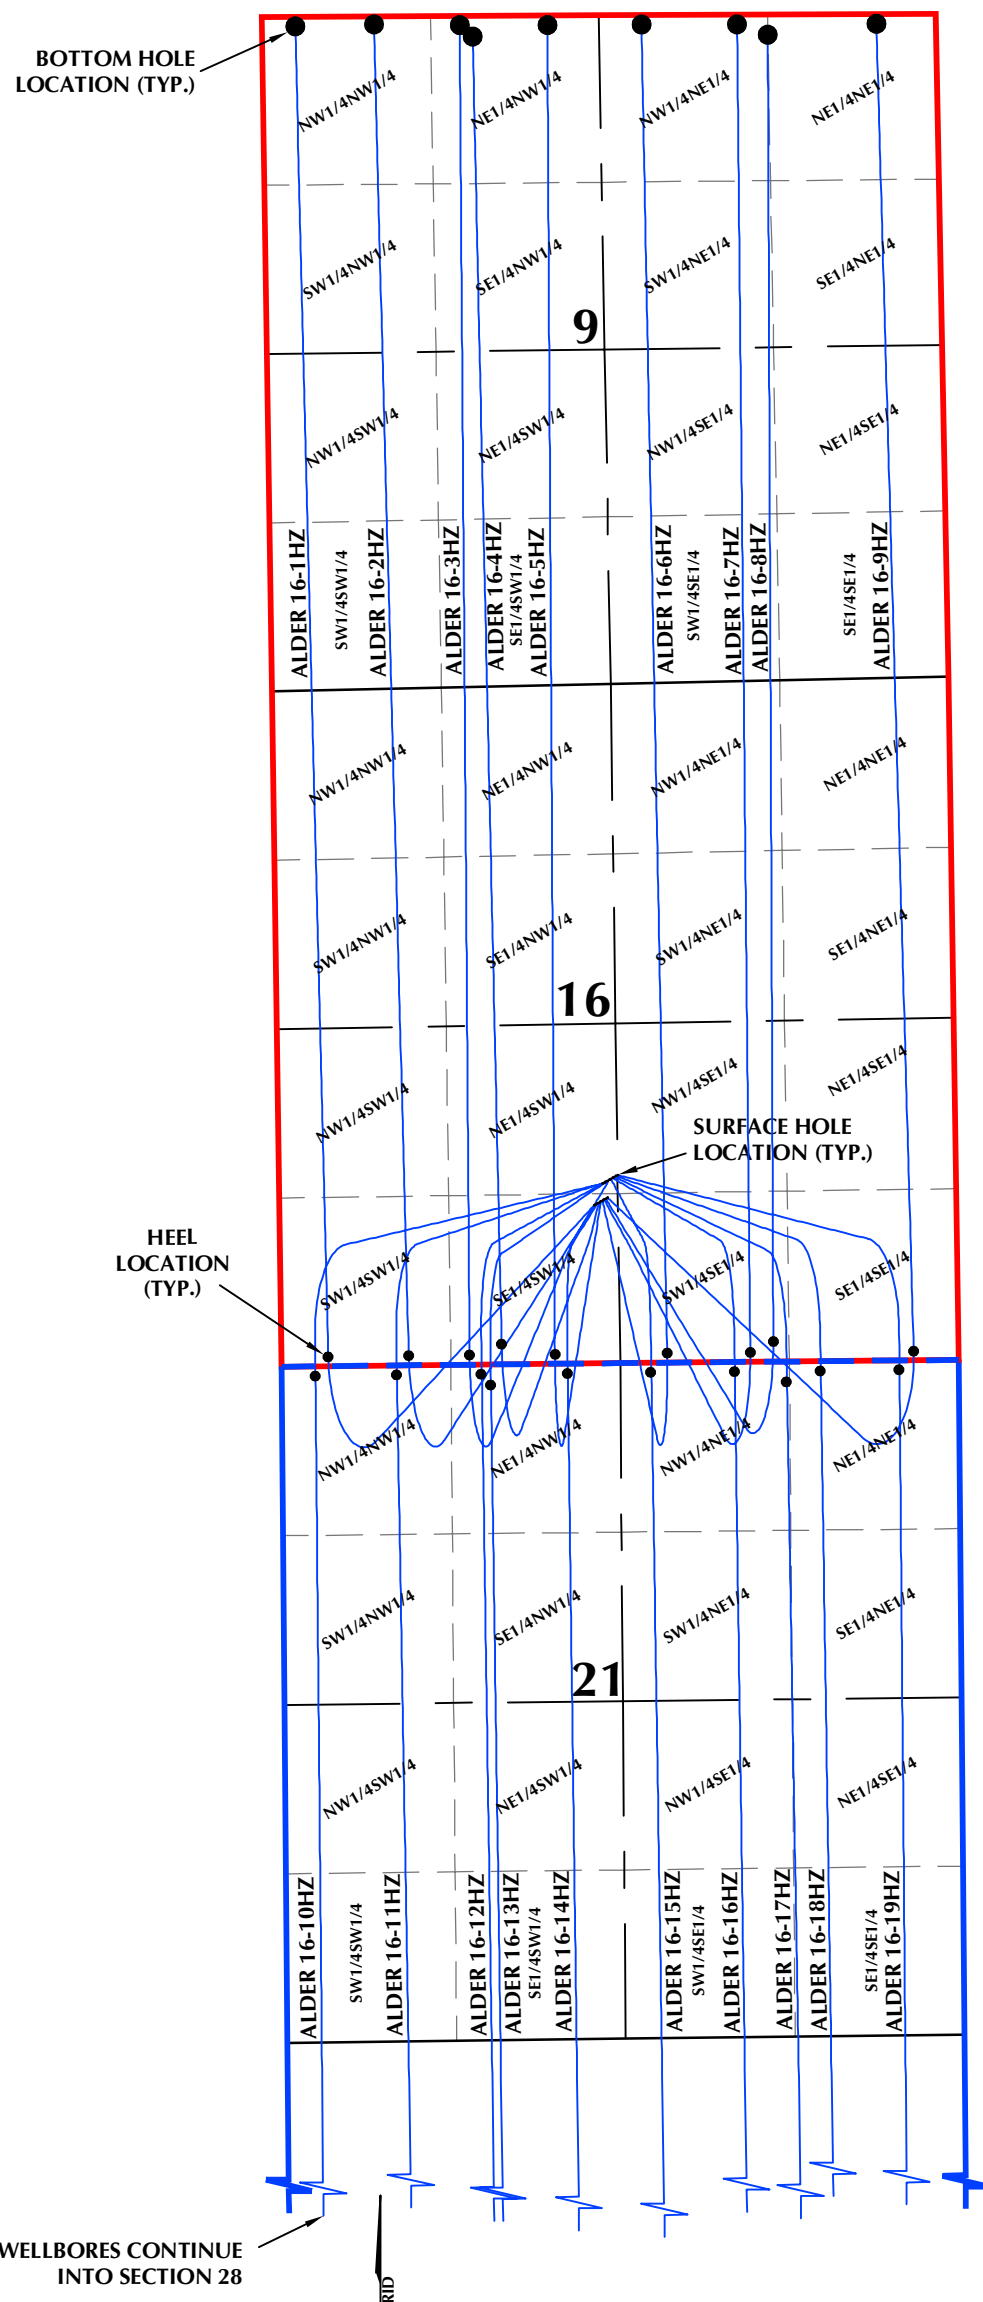 BOTTOM HOLE
LOCATION (TYP.)
NW1/4NW1/4
NE1/4NW1/4
NW1/4NE1/4
NE1/4NE1/4
SW1/4NW1/4
SE1/4NW1/4
SW1/4NE1/4
SE1/4NE1/4
9
NW1/4SW1/4
NE1/4SW1/4
NW1/4SE1/4
NE1/4SE1/4
ALDER 16-1HZ
SW1/4SW1/4
ALDER 16-2HZ
ALDER 16-3HZ
ALDER 16-4HZ
SE1/4SW1/4
ALDER 16-5HZ
ALDER 16-6HZ
SW1/4SE1/4
ALDER 16-7HZ
ALDER 16-8HZ
SE1/4SE1/4
ALDER 16-9HZ
NW1/4NW1/4
NE1/4NW1/4
NW1/4NE1/4
NE1/4NE1/4
SW1/4NW1/4
SE1/4NW1/4
SW1/4NE1/4
SE1/4NE1/4
16
NW1/4SW1/4
NE1/4SW1/4
NW1/4SE1/4
NE1/4SE1/4
SURFACE HOLE
LOCATION (TYP.)
HEEL
LOCATION
(TYP.)
SW1/4SW1/4
SE1/4SW1/4
SW1/4SE1/4
SE1/4SE1/4
NW1/4NW1/4
NE1/4NW1/4
NW1/4NE1/4
NE1/4NE1/4
SW1/4NW1/4
SE1/4NW1/4
SW1/4NE1/4
SE1/4NE1/4
21
NW1/4SW1/4
NE1/4SW1/4
NW1/4SE1/4
NE1/4SE1/4
ALDER 16-10HZ
SW1/4SW1/4
ALDER 16-11HZ
ALDER 16-12HZ
ALDER 16-13HZ
SE1/4SW1/4
ALDER 16-14HZ
ALDER 16-15HZ
SW1/4SE1/4
ALDER 16-16HZ
ALDER 16-17HZ
ALDER 16-18HZ
SE1/4SE1/4
ALDER 16-19HZ
WELLBORES CONTINUE
INTO SECTION 28
RID